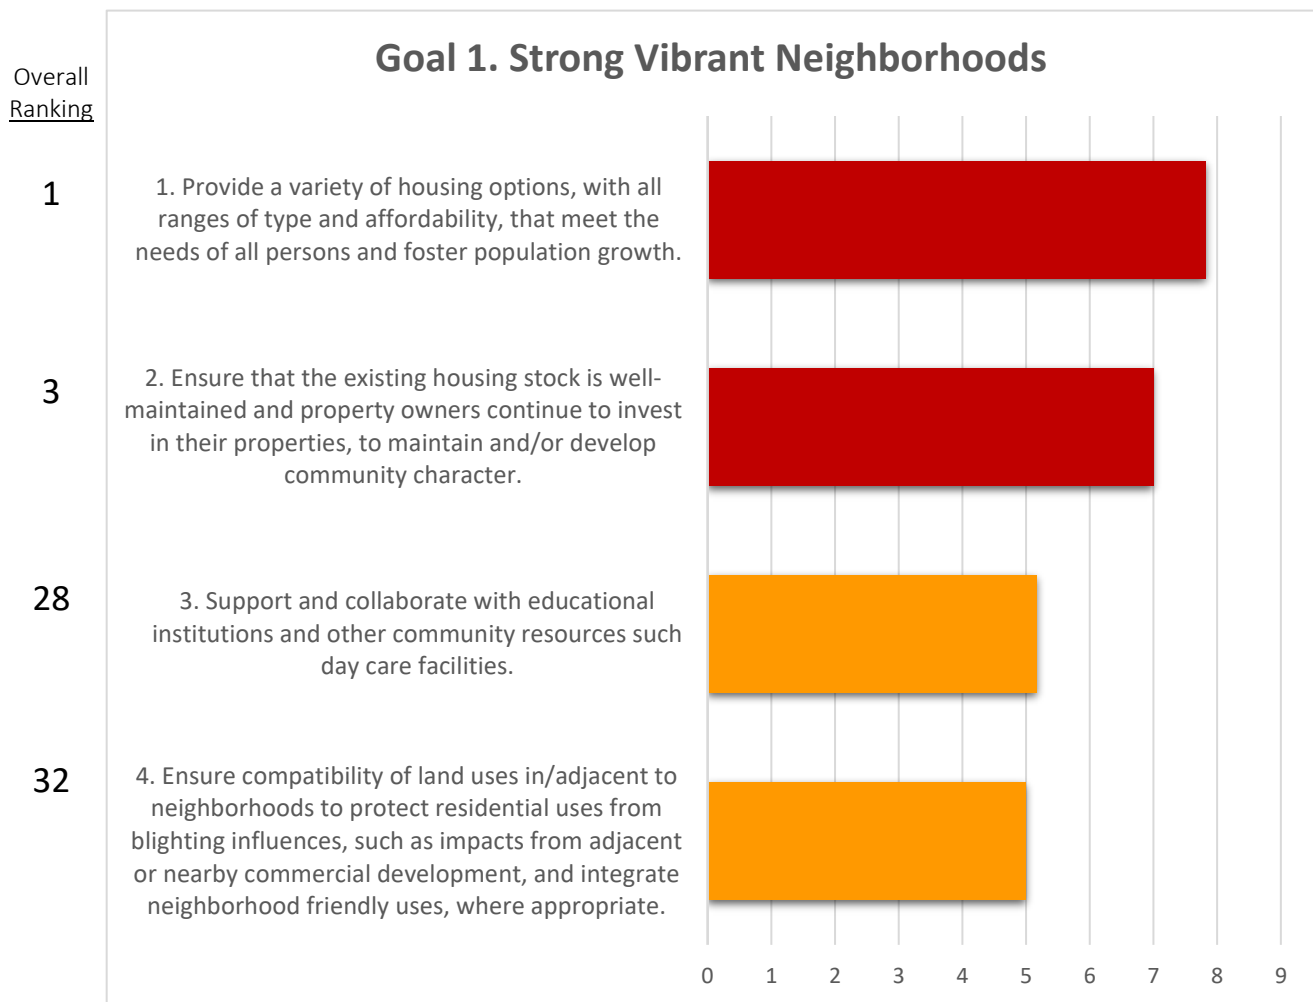 Goal 1. Strong Vibrant Neighborhoods
Overall
Ranking
1
1. Provide a variety of housing options, with all
ranges of type and affordability, that meet the
needs of all persons and foster population growth.
3
2. Ensure that the existing housing stock is well-
maintained and property owners continue to invest
in their properties, to maintain and/or develop
community character.
28
3. Support and collaborate with educational
institutions and other community resources such
day care facilities.
32
4. Ensure compatibility of land uses in/adjacent to
neighborhoods to protect residential uses from
blighting influences, such as impacts from adjacent
or nearby commercial development, and integrate
neighborhood friendly uses, where appropriate.
0 1 2 3 4 5 6 7 8 9